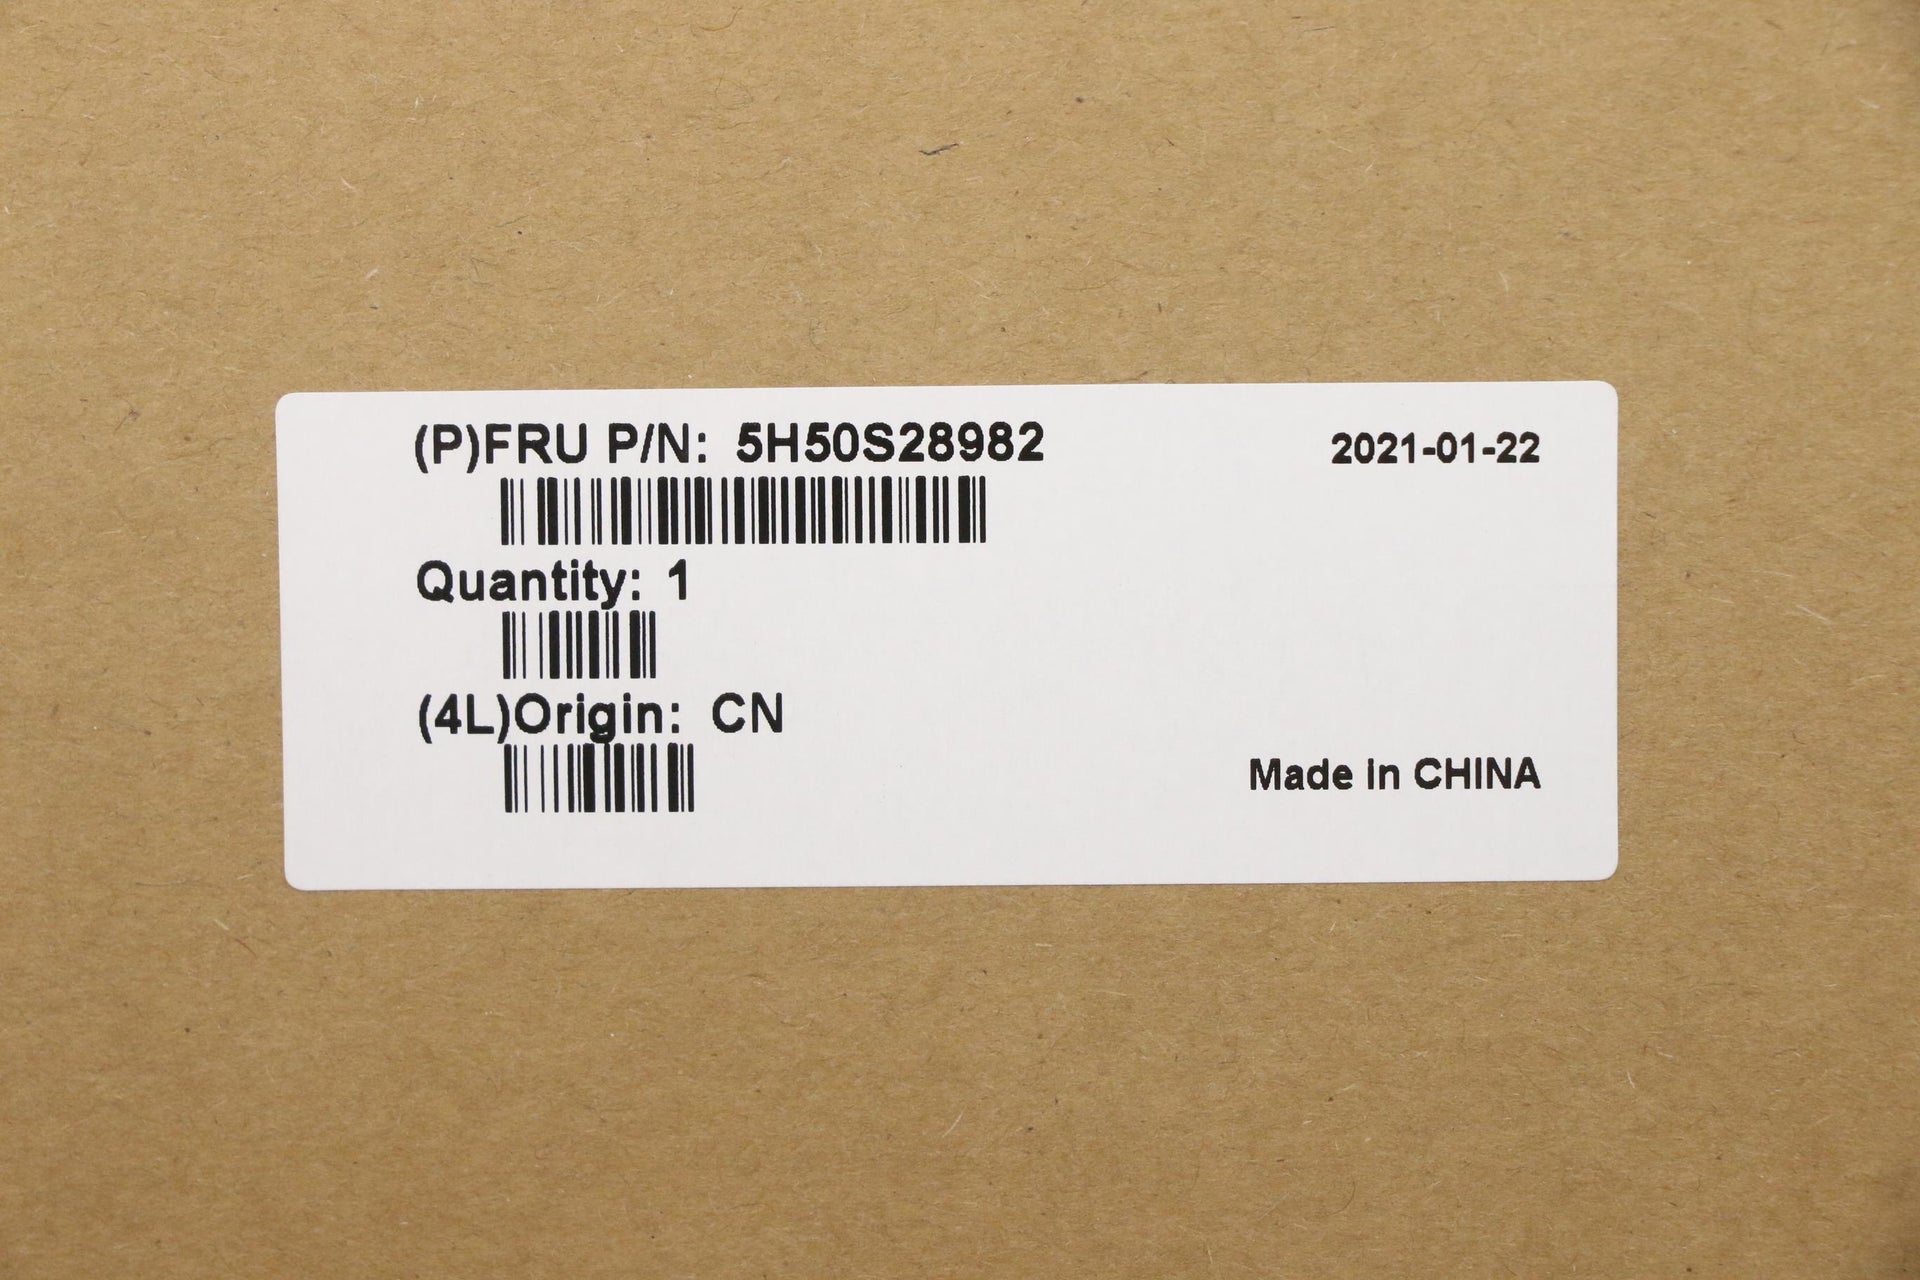 (P)FRU P/N: 5H50S28982
2021-01-22
Quantity: 1
(4L)Origin: CN
Made in CHINA